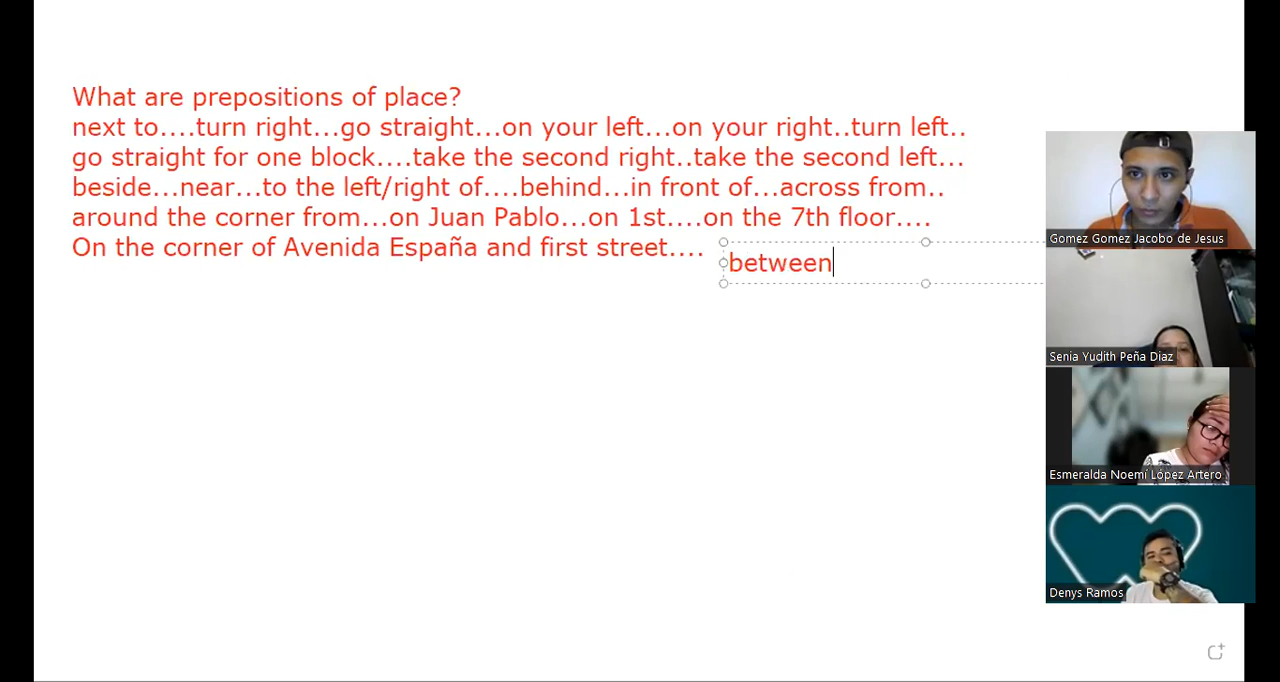 What are prepositions of place?
next to....turn right...go straight...on your left...on your right..turn left..
go straight for one block....take the second right..take the second left...
beside...near...to the left/right of....behind...in front of...across from..
around the corner from...on Juan Pablo...on 1st....on the 7th floor....
On the corner of Avenida España and first street....
between
Gomez Gomez Jacobo de Jesus
Senia Yudith Peña Diaz
Esmeralda Noemí López Artero
Denys Ramos